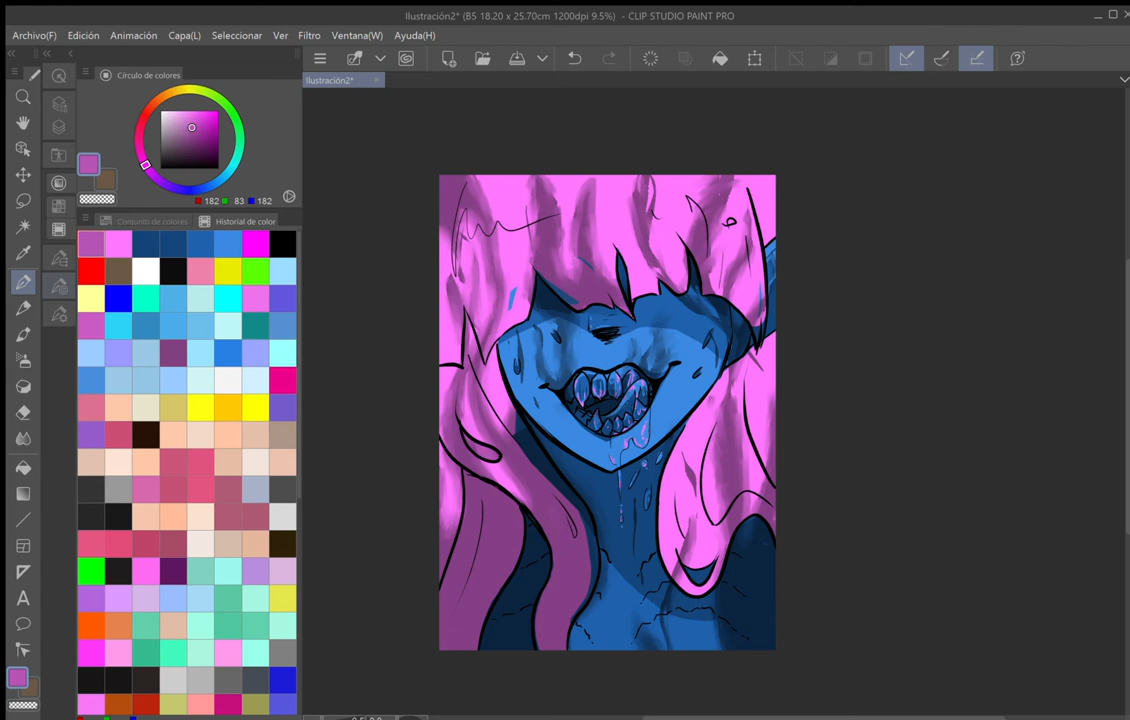 Ilustración2* (B5 18.20 x 25.70cm 1200dpi 9.5%) - CLIP STUDIO PAINT PRO
Archivo(F) Edición Animación Capa(L) Seleccionar Ver Filtro Ventana(W) Ayuda(H)
Círculo de colores
Ilustración2*
182 83 182
Conjunto de colores Historial de color